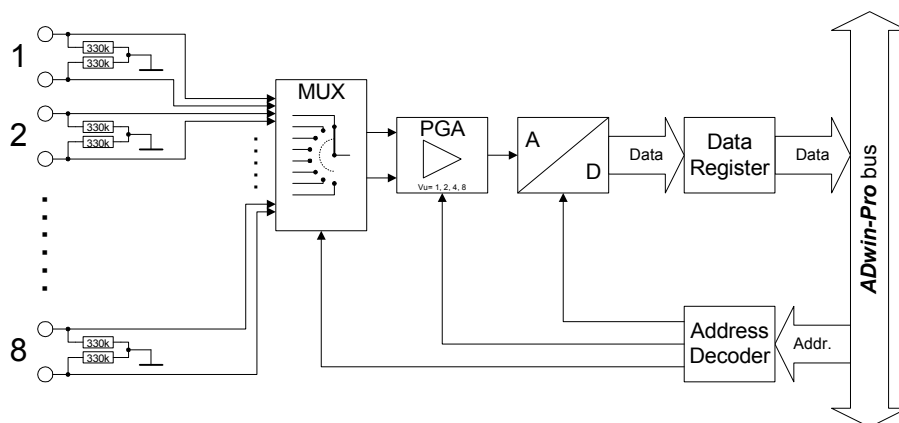 1
330k
330k
2
330k
330k
8
330k
330k
MUX
PGA
Vu= 1, 2, 4, 8
A
D
Data
Data
Register
Data
Address
Decoder
Addr.
ADwin-Pro bus